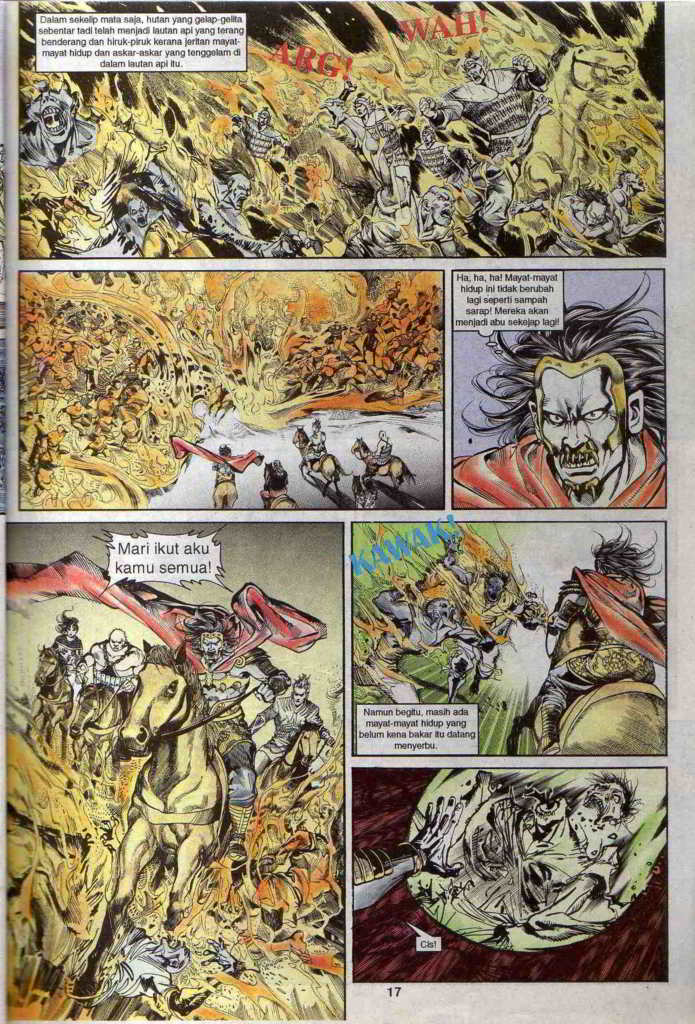 Dalam sekelip mata saja, hutan yang gelap-gelita
sebentar tadi telah menjadi lautan api yang terang
benderang dan hiruk-piruk kerana jeritan mayat-
mayat hidup dan askar-askar yang tenggelam di
dalam lautan api itu.
ARG!
WAH!
Ha, ha, ha! Mayat-mayat
hidup ini tidak berubah
lagi seperti sampah
sarap! Mereka akan
menjadi abu sekejap lagi!
Mari ikut aku
kamu semua!
KAWAK!
Namun begitu, masih ada
mayat-mayat hidup yang
belum kena bakar itu datang
menyerbu.
Cis!
17